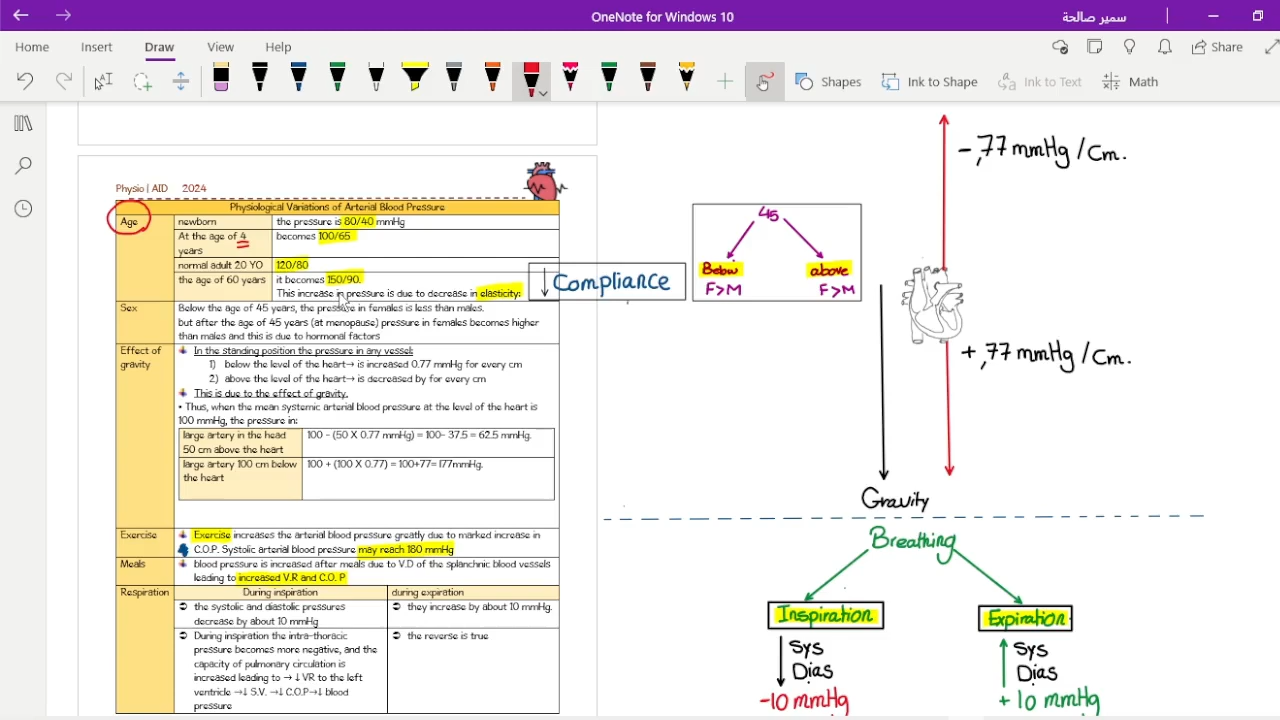 OneNote for Windows 10
سمير صالحة
Home Insert Draw View Help
Share
Shapes
Ink to Shape
Ink to Text
Math
Physio | AID 2024
Physiological Variations of Arterial Blood Pressure
Age
newborn
the pressure is 80/40 mmHg
At the age of 4
years
becomes 100/65
normal adult 20 YO
120/80
the age of 60 years
it becomes 150/90.
This increase in pressure is due to decrease in elasticity.
Sex
Below the age of 45 years, the pressure in females is less than males.
but after the age of 45 years (at menopause) pressure in females becomes higher
than males and this is due to hormonal factors
Effect of
gravity
In the standing position the pressure in any vessel:
1) below the level of the heart→ is increased 0.77 mmHg for every cm
2) above the level of the heart→ is decreased by for every cm
This is due to the effect of gravity.
• Thus, when the mean systemic arterial blood pressure at the level of the heart is
100 mmHg, the pressure in:
large artery in the head
50 cm above the heart
100 - (50 X 0.77 mmHg) = 100- 37.5 = 62.5 mmHg.
large artery 100 cm below
the heart
100 + (100 X 0.77) = 100+77= 177mmHg.
Exercise
Exercise increases the arterial blood pressure greatly due to marked increase in
C.O.P. Systolic arterial blood pressure may reach 180 mmHg
Meals
blood pressure is increased after meals due to V.D of the splanchnic blood vessels
leading to increased V.R and C.O. P
Respiration
During inspiration
during expiration
the systolic and diastolic pressures
decrease by about 10 mmHg
they increase by about 10 mmHg.
During inspiration the intra-thoracic
pressure becomes more negative, and the
capacity of pulmonary circulation is
increased leading to → ↓ VR to the left
ventricle →↓ S.V. →↓ C.O.P→↓ blood
pressure
the reverse is true
↓ Compliance
45
Below
F>M
above
F>M
-,77 mmHg/cm.
+,77 mmHg/cm.
Gravity
Breathing
Inspiration
Sys
Dias
-10 mmHg
Expiration
Sys
Dias
+10 mmHg